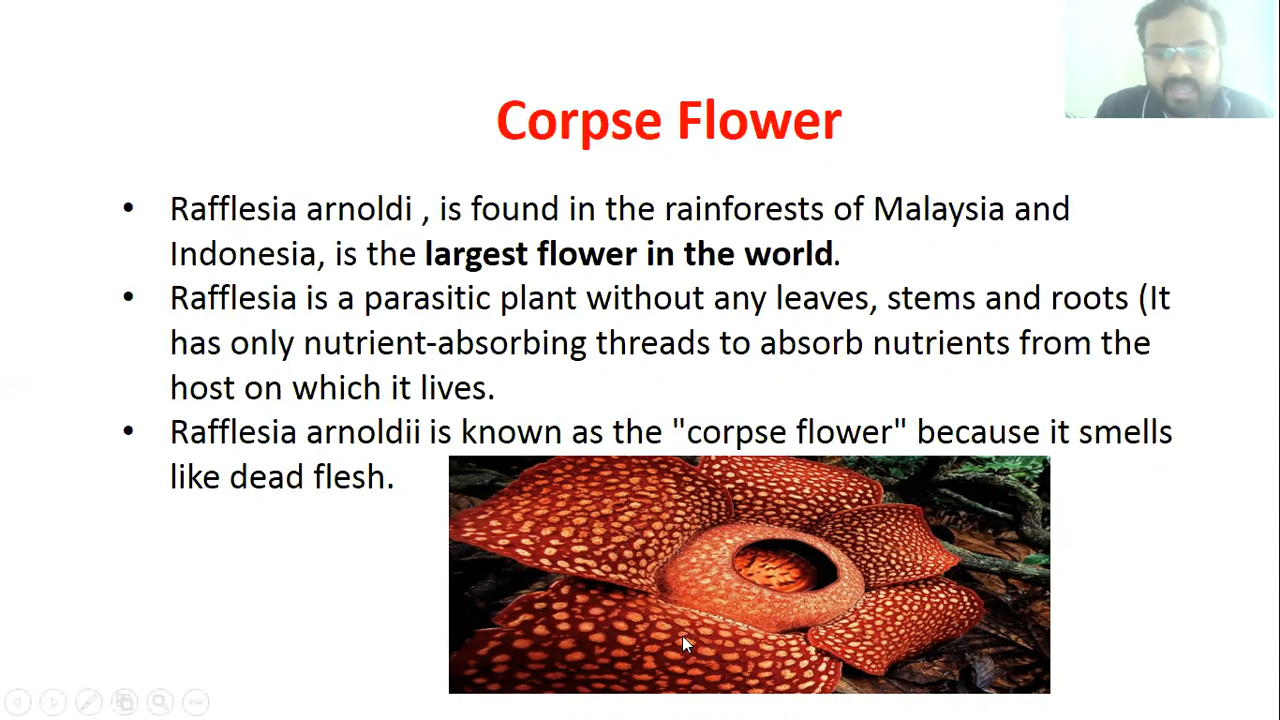 Corpse Flower
• Rafflesia arnoldi , is found in the rainforests of Malaysia and
Indonesia, is the largest flower in the world.
• Rafflesia is a parasitic plant without any leaves, stems and roots (It
has only nutrient-absorbing threads to absorb nutrients from the
host on which it lives.
• Rafflesia arnoldii is known as the "corpse flower" because it smells
like dead flesh.